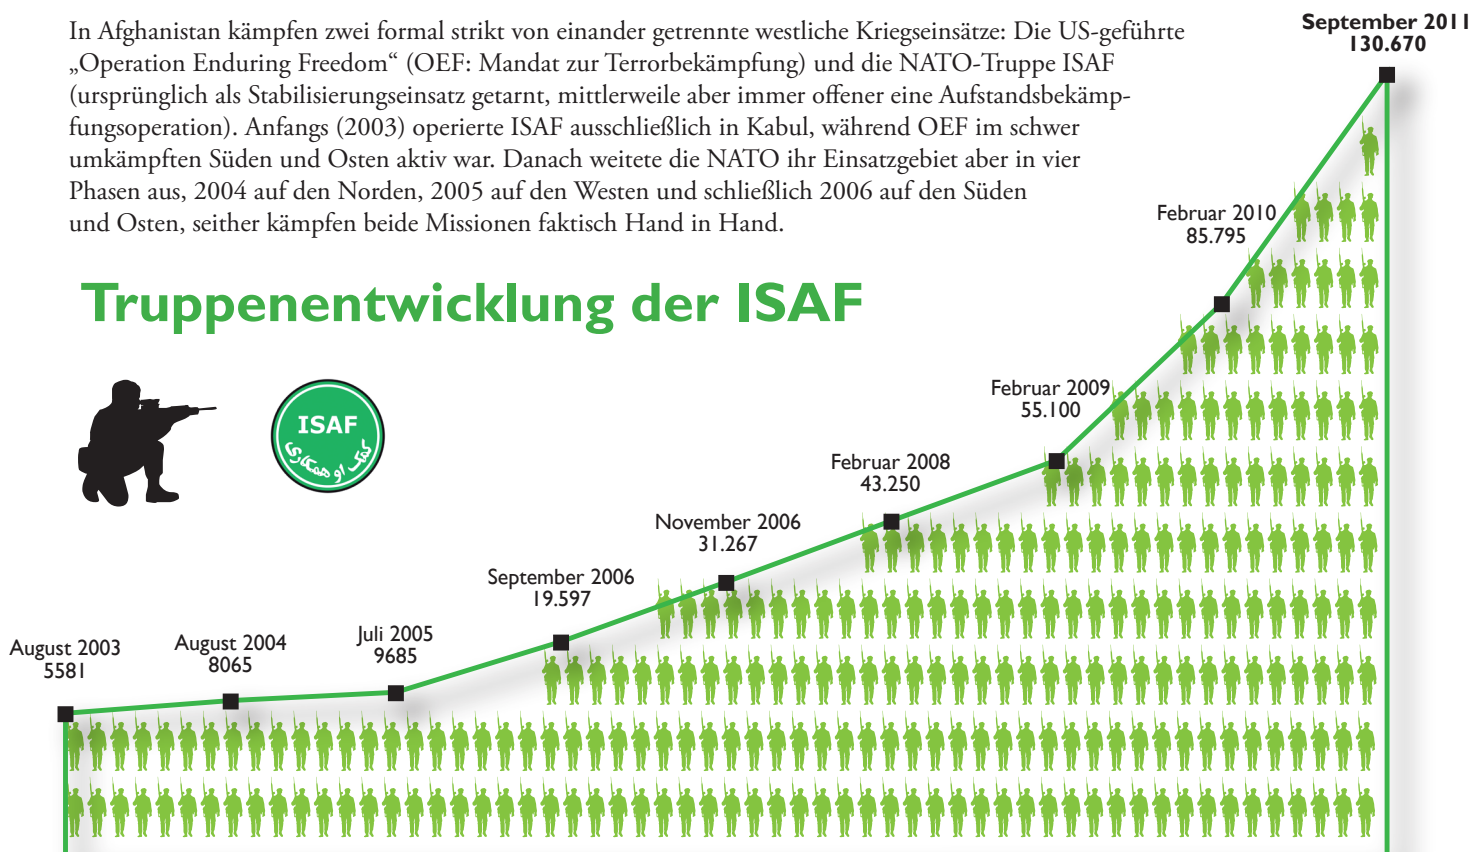 In Afghanistan kämpfen zwei formal strikt von einander getrennte westliche Kriegseinsätze: Die US-geführte
„Operation Enduring Freedom“ (OEF: Mandat zur Terrorbekämpfung) und die NATO-Truppe ISAF
(ursprünglich als Stabilisierungseinsatz getarnt, mittlerweile aber immer offener eine Aufstandsbekämp-
fungsoperation). Anfangs (2003) operierte ISAF ausschließlich in Kabul, während OEF im schwer
umkämpften Süden und Osten aktiv war. Danach weitete die NATO ihr Einsatzgebiet aber in vier
Phasen aus, 2004 auf den Norden, 2005 auf den Westen und schließlich 2006 auf den Süden
und Osten, seither kämpfen beide Missionen faktisch Hand in Hand.
Truppenentwicklung der ISAF
ISAF
کمک او همکاری
August 2003
5581
August 2004
8065
Juli 2005
9685
September 2006
19.597
November 2006
31.267
Februar 2008
43.250
Februar 2009
55.100
Februar 2010
85.795
September 2011
130.670